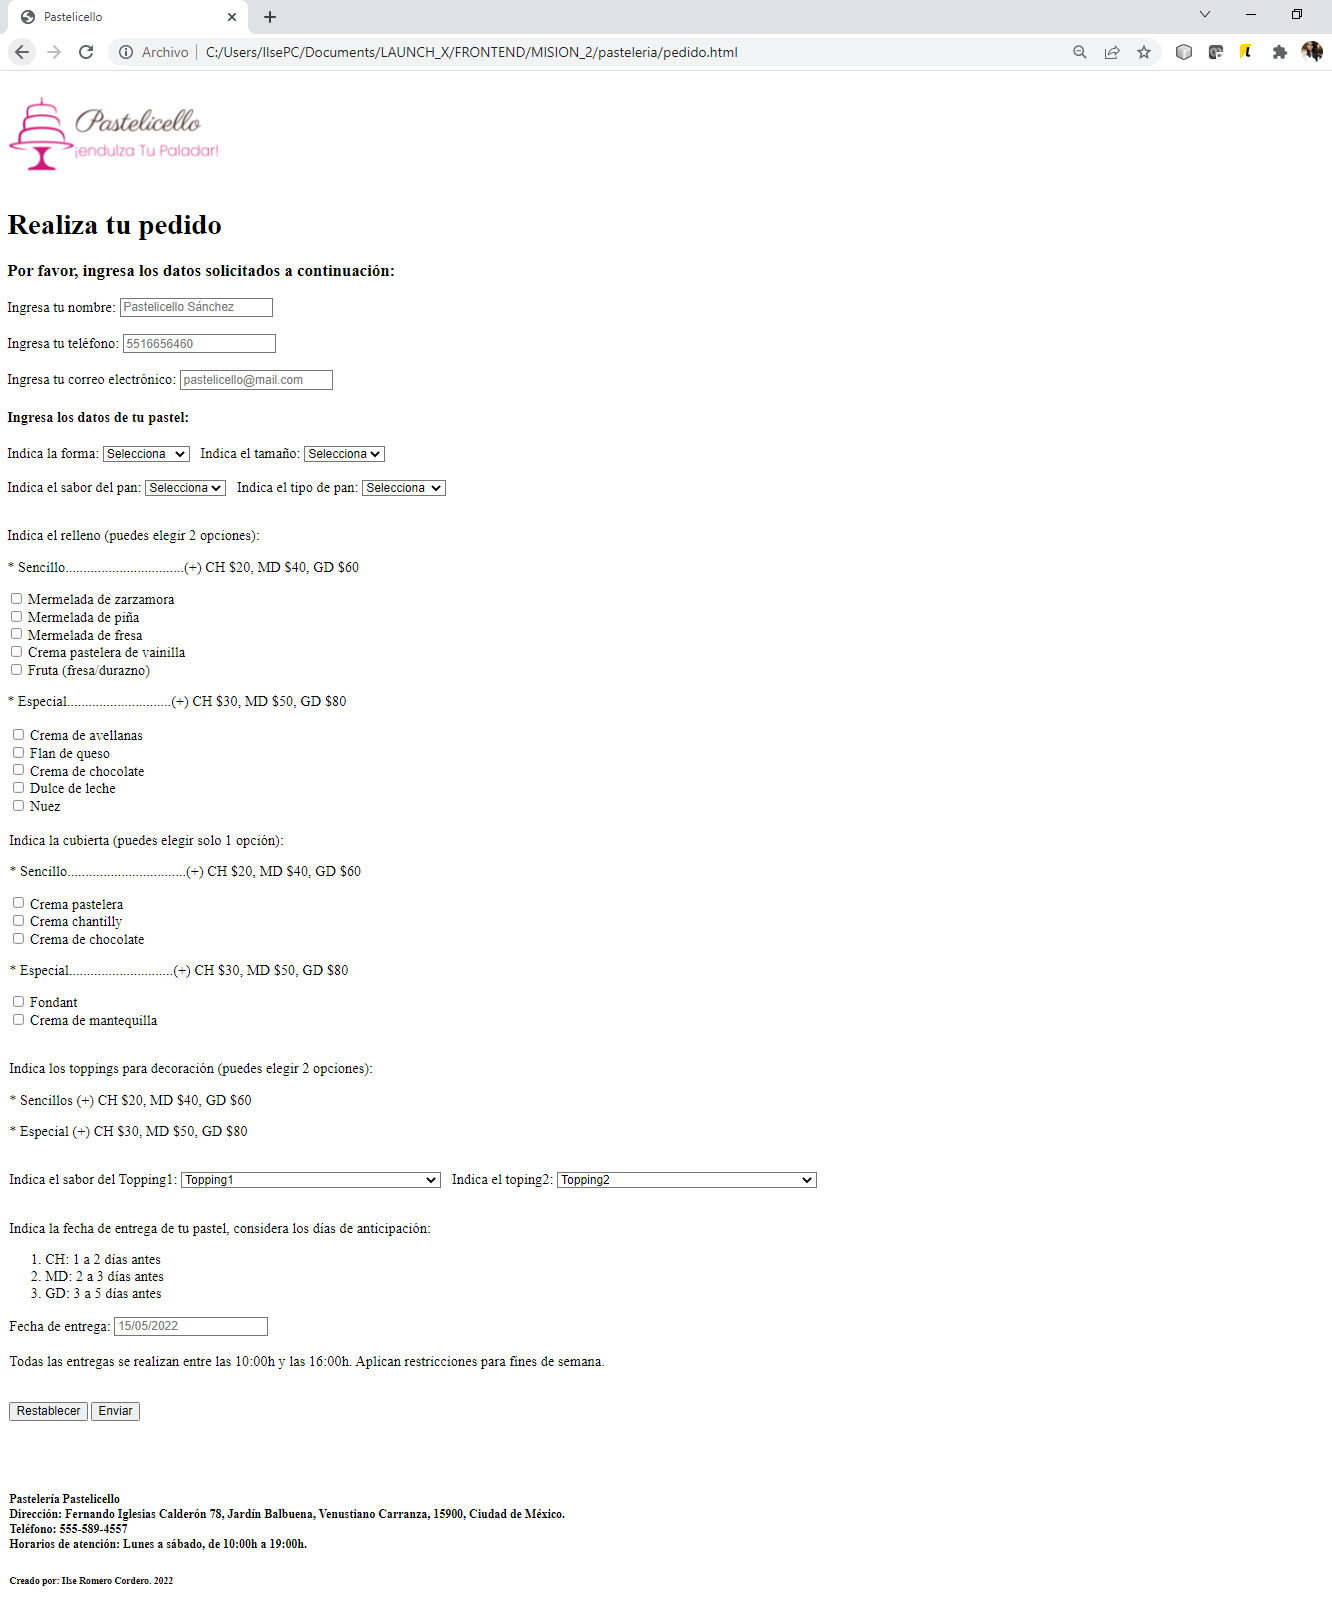 Pastelicello
Archivo C:/Users/IlsePC/Documents/LAUNCH_X/FRONTEND/MISION_2/pasteleria/pedido.html
Pastelicello
¡endulza Tu Paladar!
Realiza tu pedido
Por favor, ingresa los datos solicitados a continuación:
Ingresa tu nombre: Pastelicello Sánchez
Ingresa tu teléfono: 5516656460
Ingresa tu correo electrónico: pastelicello@mail.com
Ingresa los datos de tu pastel:
Indica la forma: Selecciona Indica el tamaño: Selecciona
Indica el sabor del pan: Selecciona Indica el tipo de pan: Selecciona
Indica el relleno (puedes elegir 2 opciones):
* Sencillo.................................(+) CH $20, MD $40, GD $60
Mermelada de zarzamora
Mermelada de piña
Mermelada de fresa
Crema pastelera de vainilla
Fruta (fresa/durazno)
* Especial.............................(+) CH $30, MD $50, GD $80
Crema de avellanas
Flan de queso
Crema de chocolate
Dulce de leche
Nuez
Indica la cubierta (puedes elegir solo 1 opción):
* Sencillo.................................(+) CH $20, MD $40, GD $60
Crema pastelera
Crema chantilly
Crema de chocolate
* Especial.............................(+) CH $30, MD $50, GD $80
Fondant
Crema de mantequilla
Indica los toppings para decoración (puedes elegir 2 opciones):
* Sencillos (+) CH $20, MD $40, GD $60
* Especial (+) CH $30, MD $50, GD $80
Indica el sabor del Topping1: Topping1 Indica el toping2: Topping2
Indica la fecha de entrega de tu pastel, considera los días de anticipación:
1. CH: 1 a 2 días antes
2. MD: 2 a 3 días antes
3. GD: 3 a 5 días antes
Fecha de entrega: 15/05/2022
Todas las entregas se realizan entre las 10:00h y las 16:00h. Aplican restricciones para fines de semana.
Restablecer Enviar
Pastelería Pastelicello
Dirección: Fernando Iglesias Calderón 78, Jardín Balbuena, Venustiano Carranza, 15900, Ciudad de México.
Teléfono: 555-589-4557
Horarios de atención: Lunes a sábado, de 10:00h a 19:00h.
Creado por: Ilse Romero Cordero. 2022